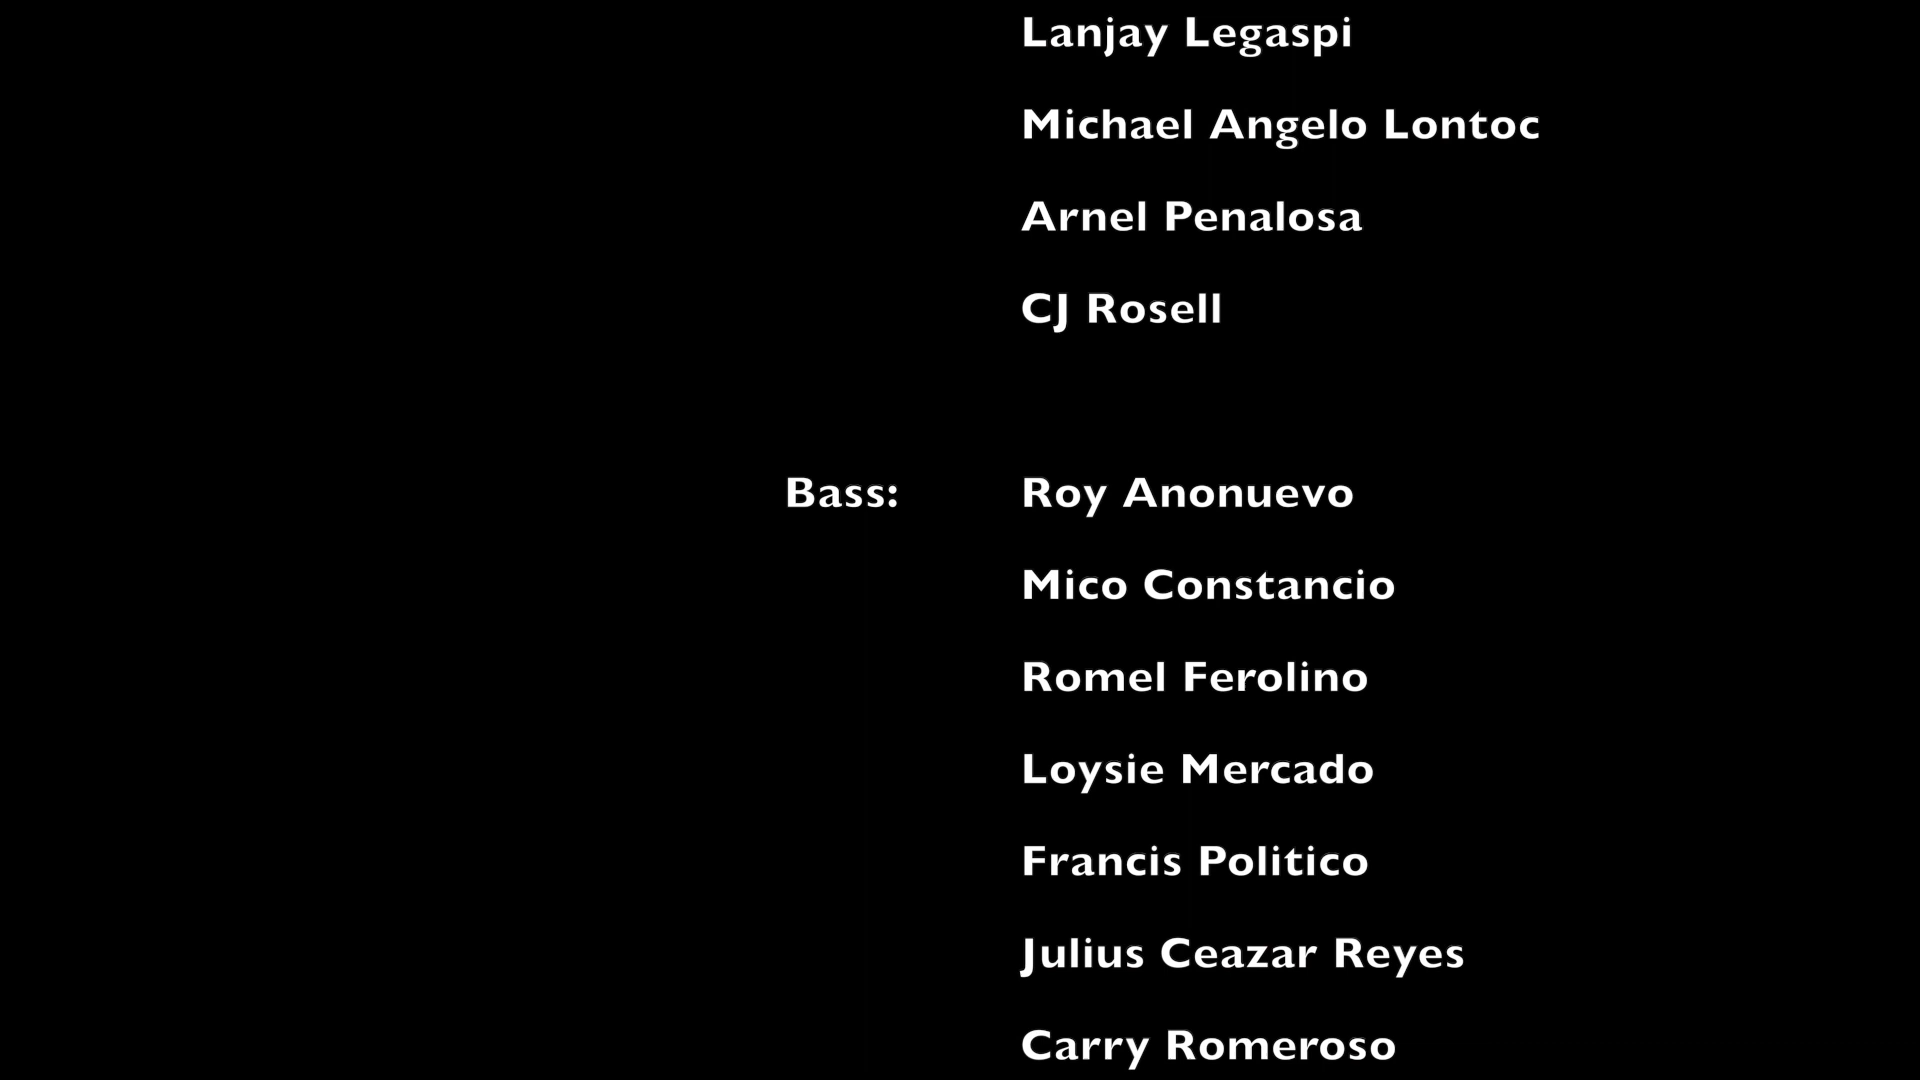 Lanjay Legaspi
Michael Angelo Lontoc
Arnel Penalosa
CJ Rosell
Bass: Roy Anonuevo
Mico Constancio
Romel Ferolino
Loysie Mercado
Francis Politico
Julius Ceazar Reyes
Carry Romeroso